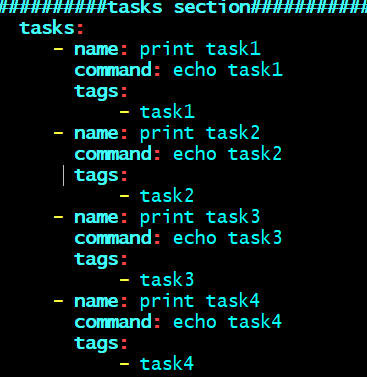 ##########tasks section###########
tasks:
- name: print task1
command: echo task1
tags:
- task1
- name: print task2
command: echo task2
tags:
- task2
- name: print task3
command: echo task3
tags:
- task3
- name: print task4
command: echo task4
tags:
- task4